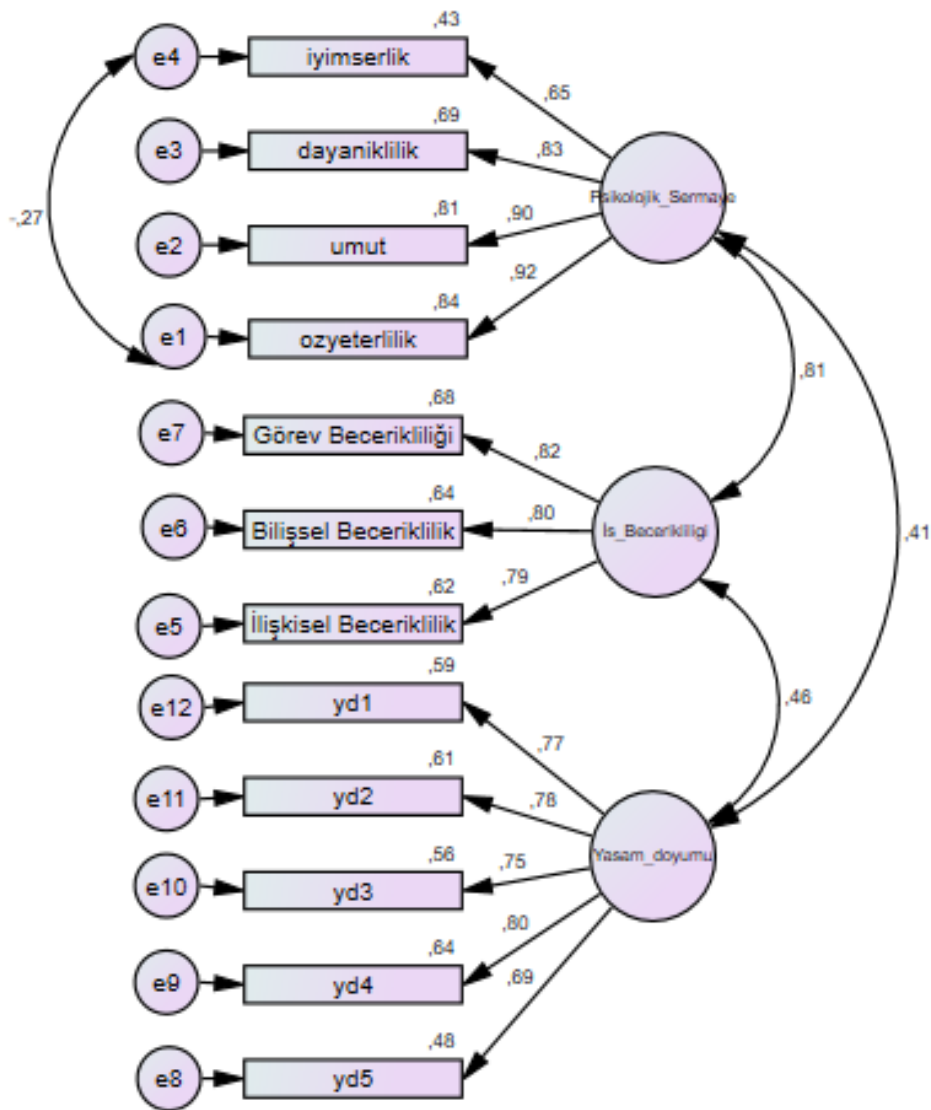 ,43
e4
iyimserlik
,65
,69
e3
dayaniklilik
,83
Psikolojik_Sermaye
-,27
,81
e2
umut
,90
,92
,84
e1
ozyeterlilik
,81
,68
e7
Görev Becerikliliği
,82
,64
e6
Bilişsel Beceriklilik
,80
İs_Becerikliligi
,41
,79
,62
e5
İlişkisel Beceriklilik
,59
e12
yd1
,46
,77
,61
e11
yd2
,78
Yasam_doyumu
,56
e10
yd3
,75
,80
,64
e9
yd4
,69
,48
e8
yd5